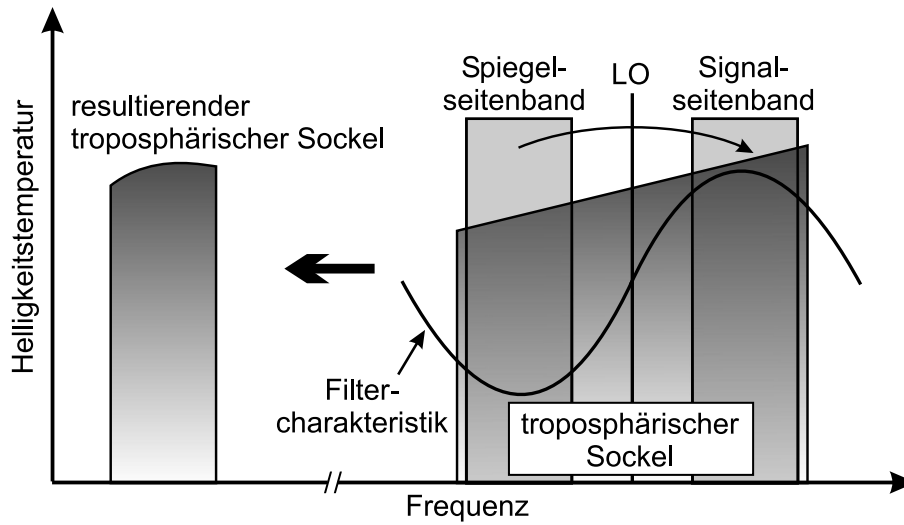 Helligkeitstemperatur
resultierender
troposphärischer Sockel
Spiegel-
seitenband
LO
Signal-
seitenband
Filter-
charakteristik
troposphärischer
Sockel
Frequenz